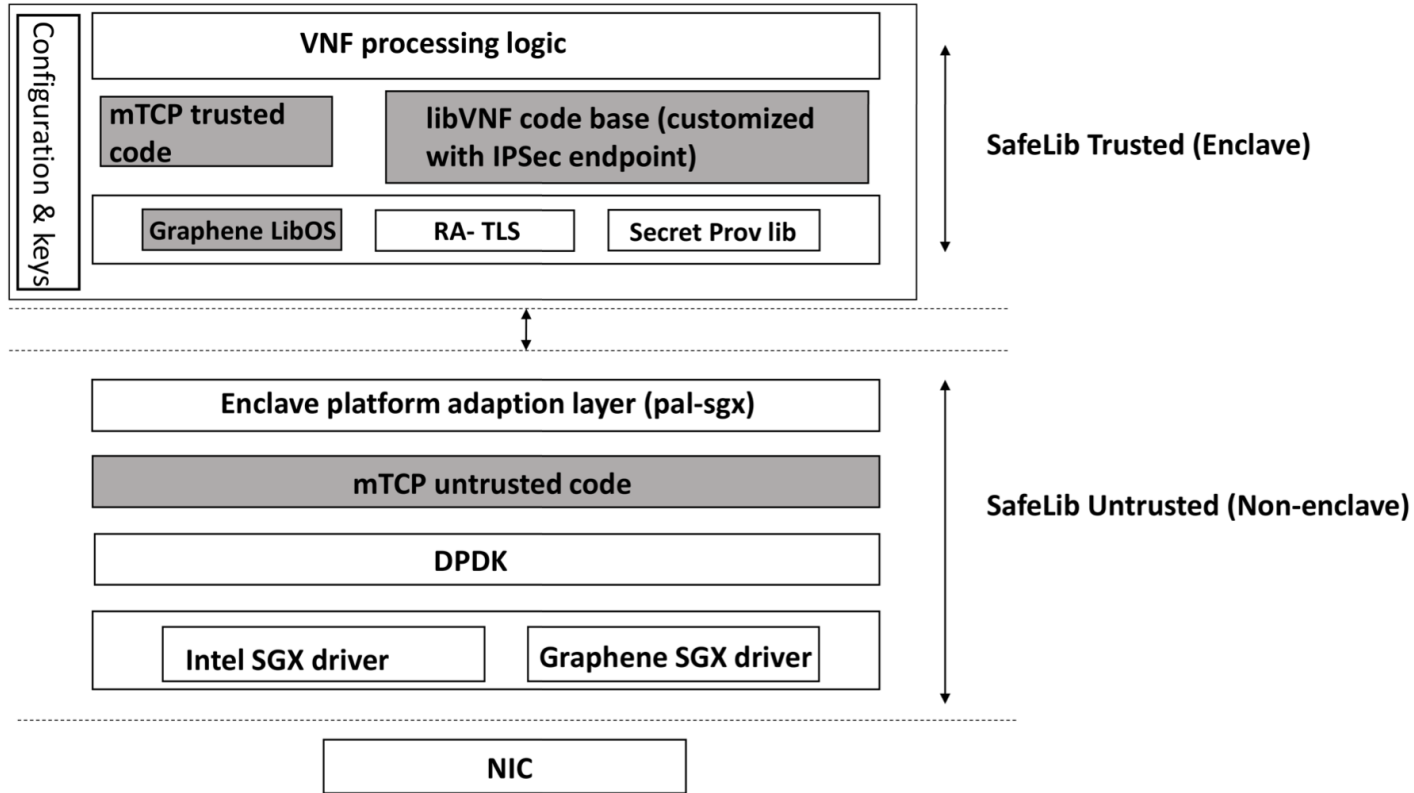 Configuration & keys
VNF processing logic
mTCP trusted
code
libVNF code base (customized
with IPSec endpoint)
SafeLib Trusted (Enclave)
Graphene LibOS
RA- TLS
Secret Prov lib
Enclave platform adaption layer (pal-sgx)
mTCP untrusted code
SafeLib Untrusted (Non-enclave)
DPDK
Intel SGX driver
Graphene SGX driver
NIC